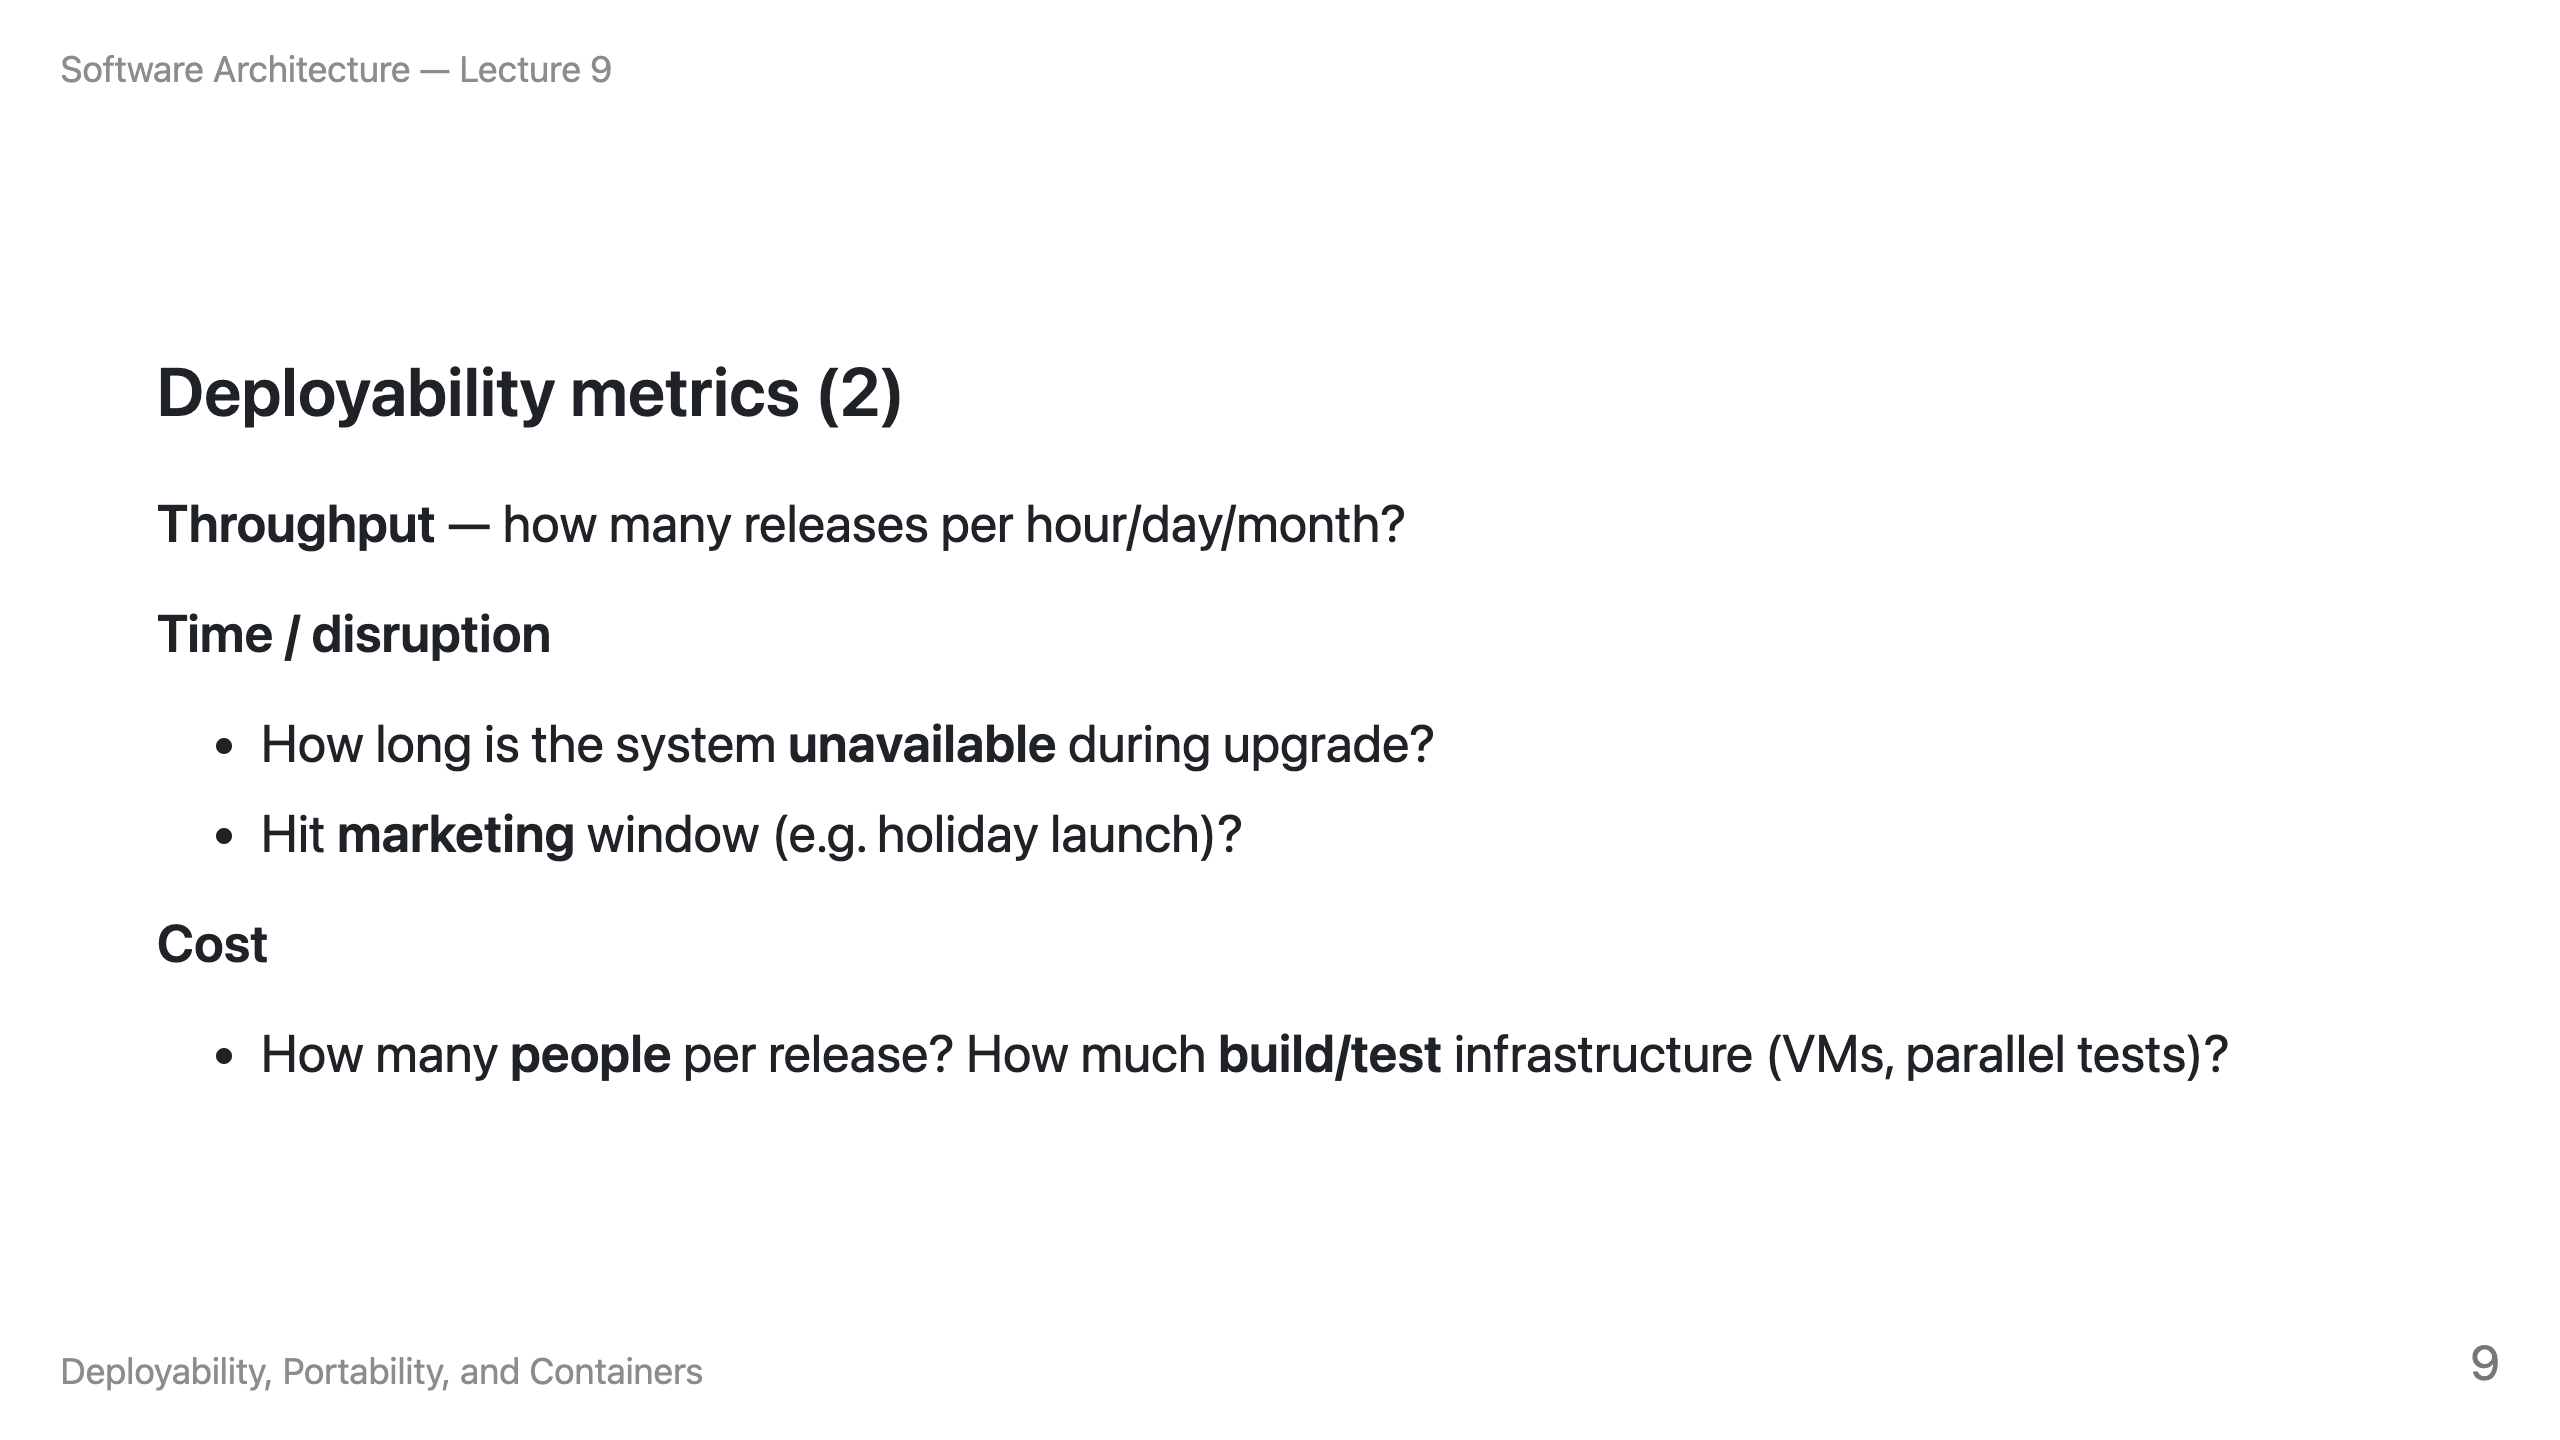 Software Architecture — Lecture 9
Deployability metrics (2)
Throughput — how many releases per hour/day/month?
Time / disruption
• How long is the system unavailable during upgrade?
• Hit marketing window (e.g. holiday launch)?
Cost
• How many people per release? How much build/test infrastructure (VMs, parallel tests)?
Deployability, Portability, and Containers
9